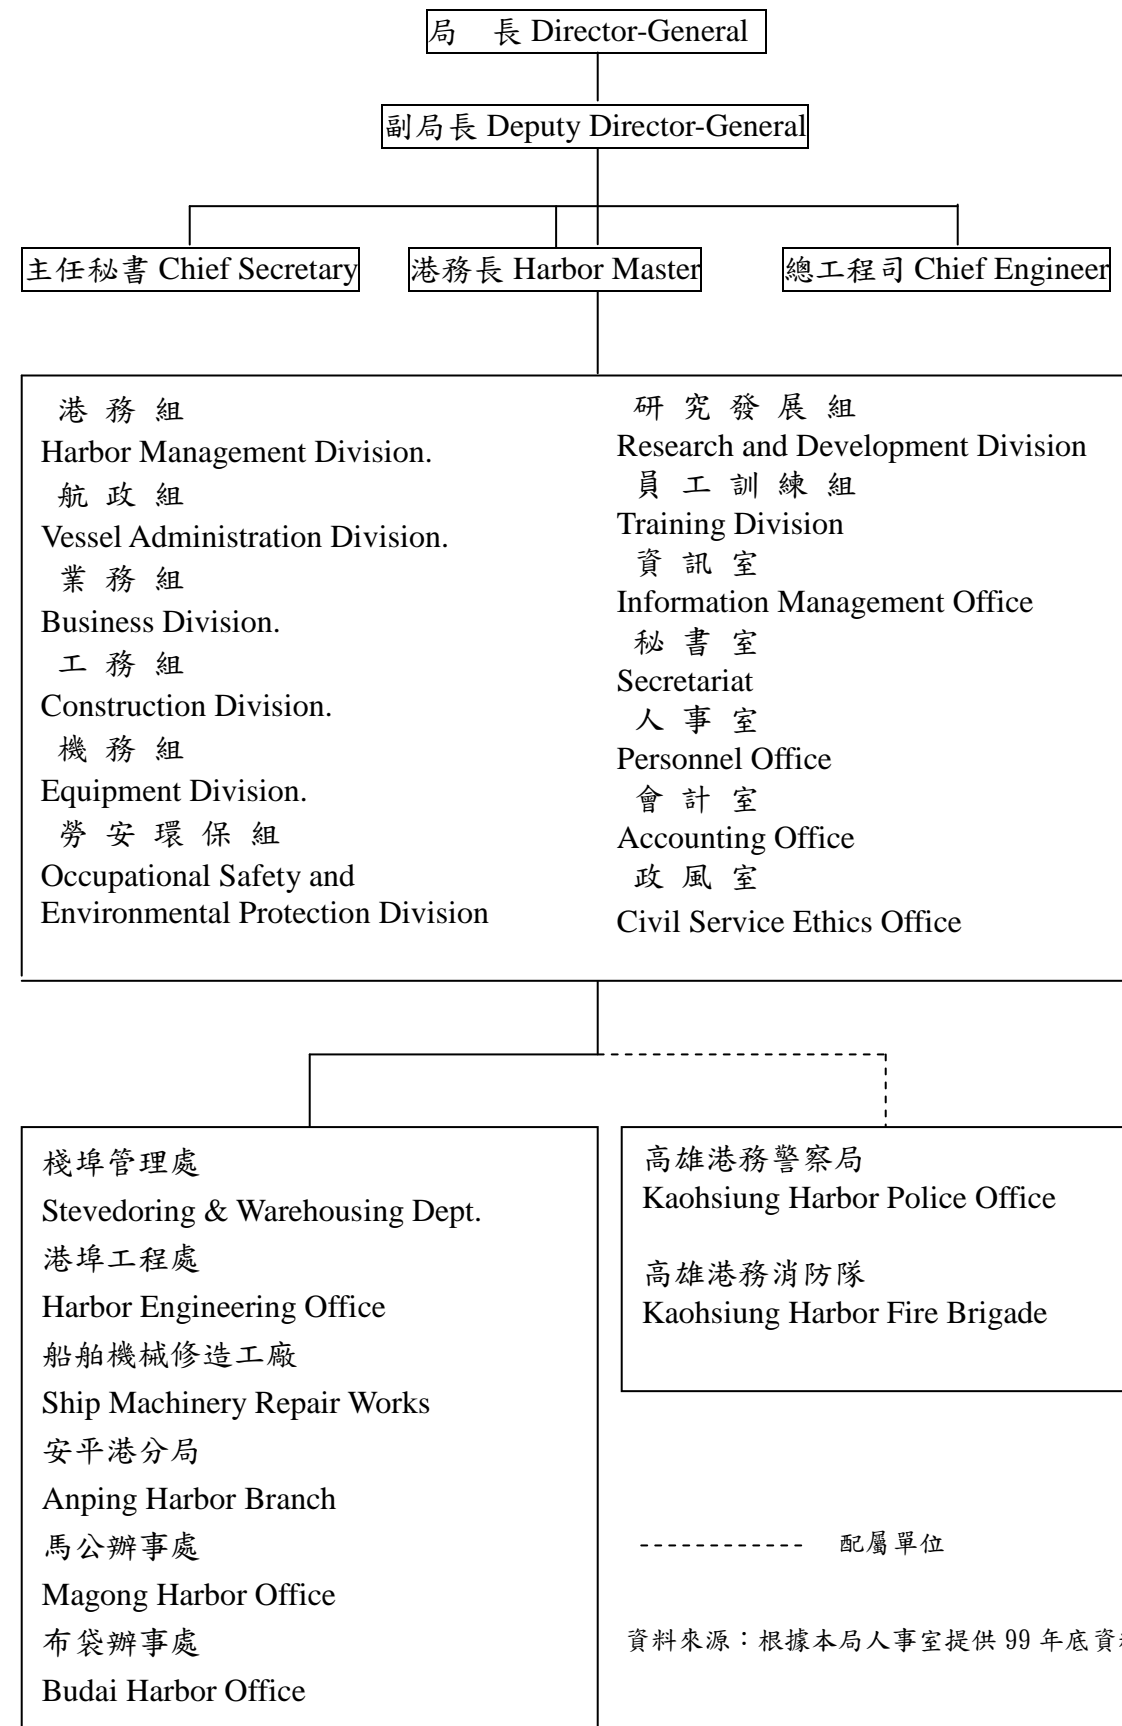 局　長 Director-General
副局長 Deputy Director-General
主任秘書 Chief Secretary
港務長 Harbor Master
總工程司 Chief Engineer
港 務 組
Harbor Management Division.
航 政 組
Vessel Administration Division.
業 務 組
Business Division.
工 務 組
Construction Division.
機 務 組
Equipment Division.
勞 安 環 保 組
Occupational Safety and
Environmental Protection Division
研 究 發 展 組
Research and Development Division
員 工 訓 練 組
Training Division
資 訊 室
Information Management Office
秘 書 室
Secretariat
人 事 室
Personnel Office
會 計 室
Accounting Office
政 風 室
Civil Service Ethics Office
棧埠管理處
Stevedoring & Warehousing Dept.
港埠工程處
Harbor Engineering Office
船舶機械修造工廠
Ship Machinery Repair Works
安平港分局
Anping Harbor Branch
馬公辦事處
Magong Harbor Office
布袋辦事處
Budai Harbor Office
高雄港務警察局
Kaohsiung Harbor Police Office
高雄港務消防隊
Kaohsiung Harbor Fire Brigade
配屬單位
資料來源：根據本局人事室提供 99 年底資